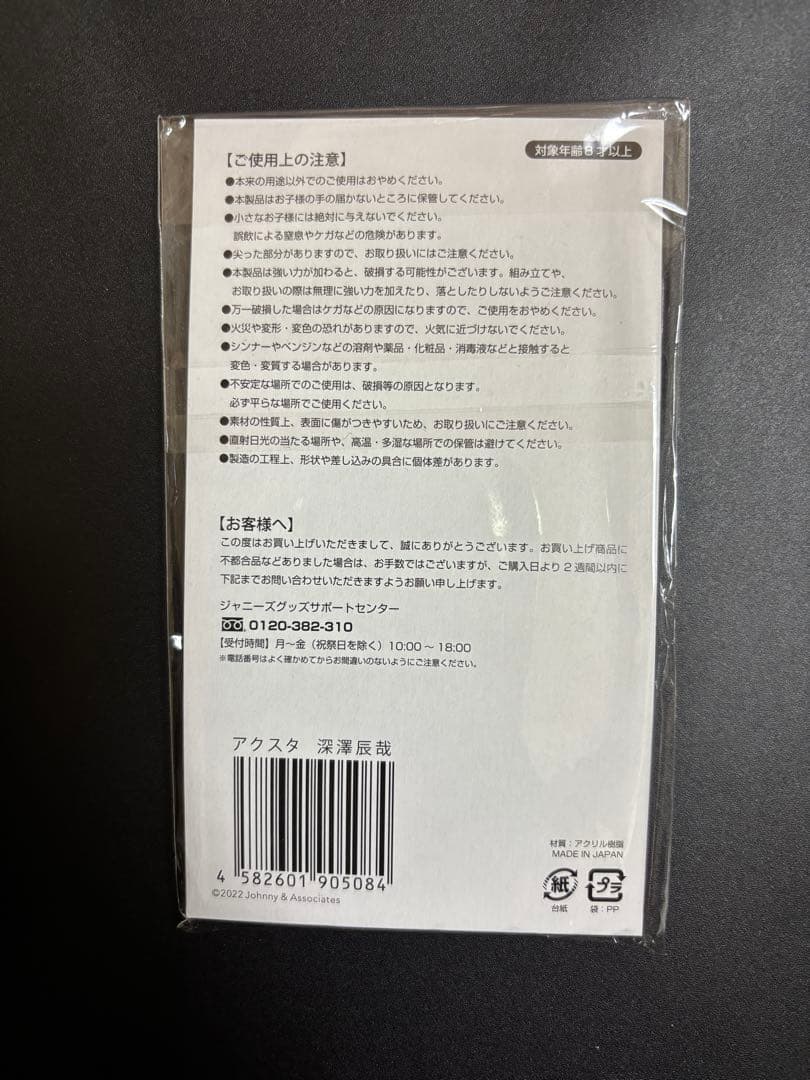 【ご使用上の注意】
対象年齢8才以上
●本来の用途以外でのご使用はおやめください。
●本製品はお子様の手の届かないところに保管してください。
●小さなお子様には絶対に与えないでください。
誤飲による窒息やケガなどの危険があります。
●尖った部分がありますので、お取り扱いにはご注意ください。
●本製品は強い力が加わると、破損する可能性がございます。組み立てや、
お取り扱いの際は無理に強い力を加えたり、落としたりしないようご注意ください。
●万一破損した場合はケガなどの原因になりますので、ご使用をおやめください。
●火災や変形・変色の恐れがありますので、火気に近づけないでください。
●シンナーやベンジンなどの溶剤や薬品・化粧品・消毒液などと接触すると
変色・変質する場合があります。
●不安定な場所でのご使用は、破損等の原因となります。
必ず平らな場所でご使用ください。
●素材の性質上、表面に傷がつきやすいため、お取り扱いにご注意ください。
●直射日光の当たる場所や、高温・多湿な場所での保管は避けてください。
●製造の工程上、形状や差し込みの具合に個体差があります。
【お客様へ】
この度はお買い上げいただきまして、誠にありがとうございます。お買い上げ商品に
不都合品などありました場合は、お手数ではございますが、ご購入日より2週間以内に
下記までお問い合わせいただきますようお願い申し上げます。
ジャニーズグッズサポートセンター
0120-382-310
【受付時間】月～金（祝祭日を除く）10:00～18:00
※電話番号はよく確かめてからお間違いのないようにご注意ください。
アクスタ 深澤辰哉
4 582601 905084
©2022 Johnny & Associates
材質：アクリル樹脂
MADE IN JAPAN
紙
プラ
台紙
袋：PP